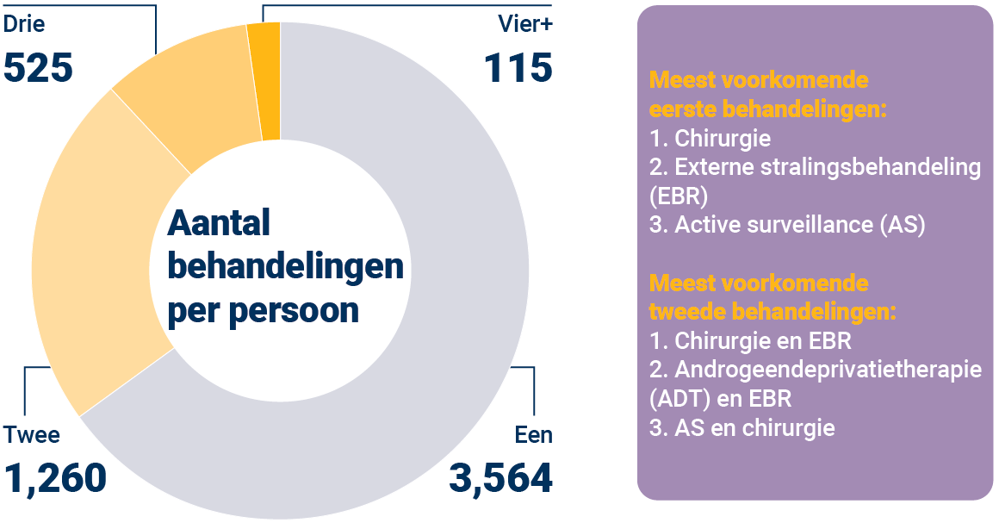 Drie
525
Vier+
115
Aantal
behandelingen
per persoon
Twee
1,260
Een
3,564
Meest voorkomende
eerste behandelingen:
1. Chirurgie
2. Externe stralingsbehandeling
(EBR)
3. Active surveillance (AS)
Meest voorkomende
tweede behandelingen:
1. Chirurgie en EBR
2. Androgeendeprivatietherapie
(ADT) en EBR
3. AS en chirurgie